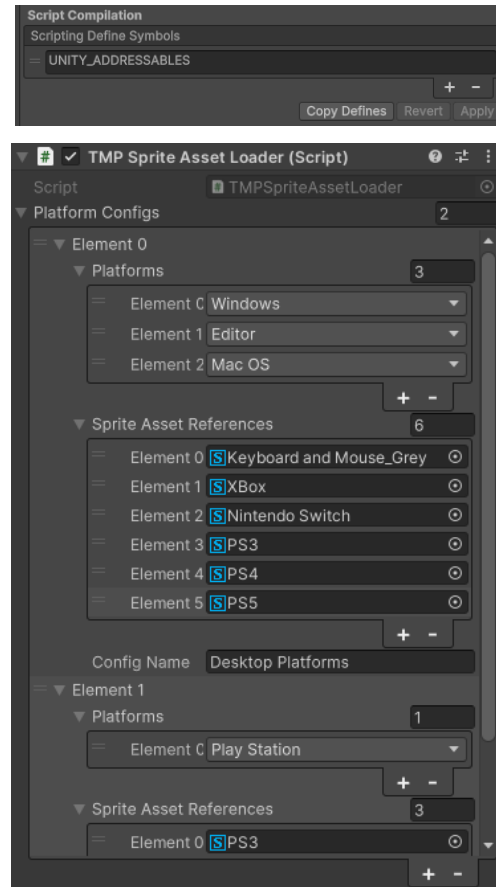 Script Compilation
Scripting Define Symbols
UNITY_ADDRESSABLES
+ -
Copy Defines Revert Apply
# TMP Sprite Asset Loader (Script)
Script # TMPSpriteAssetLoader
Platform Configs 2
Element 0
Platforms 3
Element 0 Windows
Element 1 Editor
Element 2 Mac OS
+ -
Sprite Asset References 6
Element 0 S Keyboard and Mouse_Grey
Element 1 S XBox
Element 2 S Nintendo Switch
Element 3 S PS3
Element 4 S PS4
Element 5 S PS5
+ -
Config Name Desktop Platforms
Element 1
Platforms 1
Element 0 Play Station
+ -
Sprite Asset References 3
Element 0 S PS3
+ -